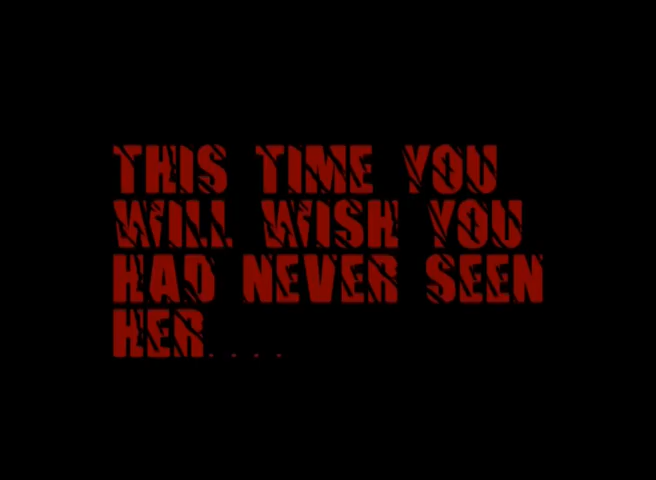 THIS TIME YOU
WILL WISH YOU
HAD NEVER SEEN
HER....